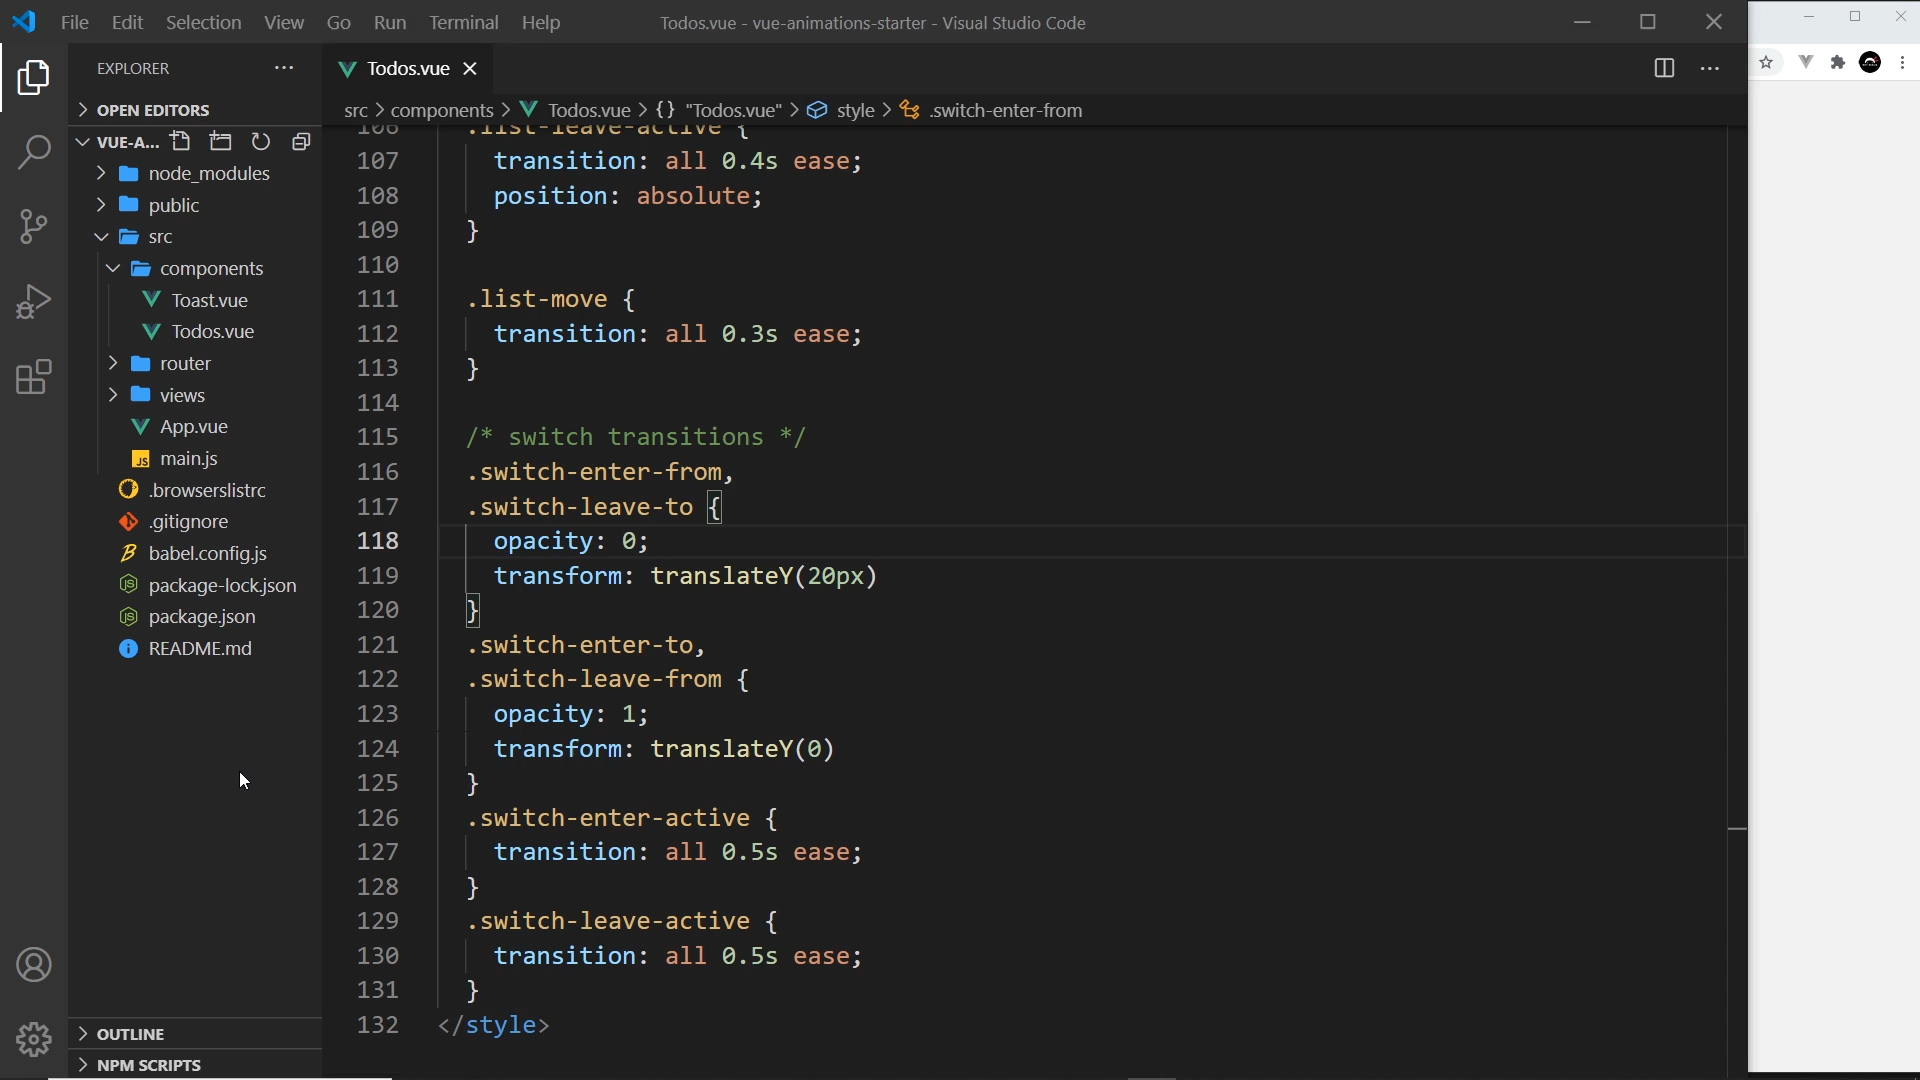 File Edit Selection View Go Run Terminal Help
Todos.vue - vue-animations-starter - Visual Studio Code
EXPLORER
OPEN EDITORS
VUE-A...
node_modules
public
src
components
Toast.vue
Todos.vue
router
views
App.vue
JS main.js
.browserslistrc
.gitignore
babel.config.js
package-lock.json
package.json
README.md
OUTLINE
NPM SCRIPTS
Todos.vue
src > components > Todos.vue > {} "Todos.vue" > style > .switch-enter-from
106 .list-leave-active {
107 transition: all 0.4s ease;
108 position: absolute;
109 }
110
111 .list-move {
112 transition: all 0.3s ease;
113 }
114
115 /* switch transitions */
116 .switch-enter-from,
117 .switch-leave-to {
118 opacity: 0;
119 transform: translateY(20px)
120 }
121 .switch-enter-to,
122 .switch-leave-from {
123 opacity: 1;
124 transform: translateY(0)
125 }
126 .switch-enter-active {
127 transition: all 0.5s ease;
128 }
129 .switch-leave-active {
130 transition: all 0.5s ease;
131 }
132 </style>